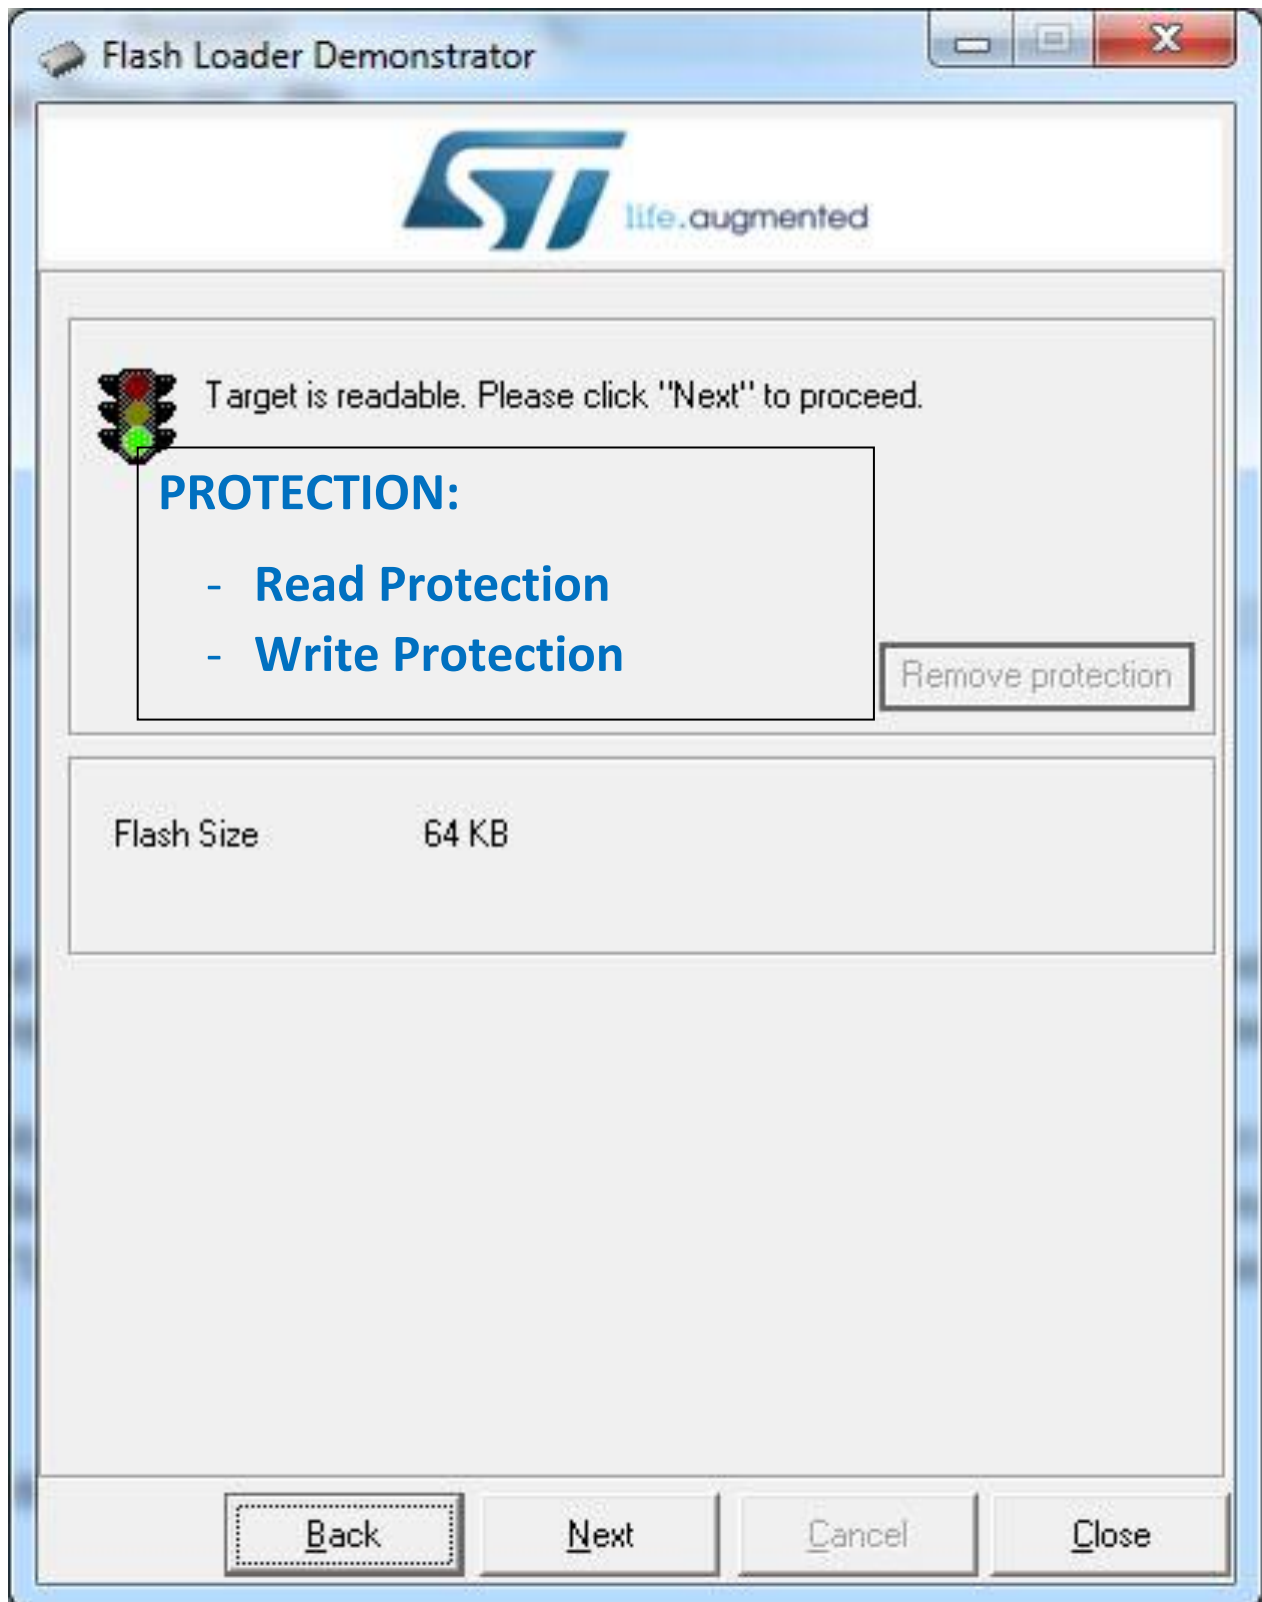 Flash Loader Demonstrator
ST
life.augmented
Target is readable. Please click "Next" to proceed.
PROTECTION:
- Read Protection
- Write Protection
Remove protection
Flash Size 64 KB
Back Next Cancel Close